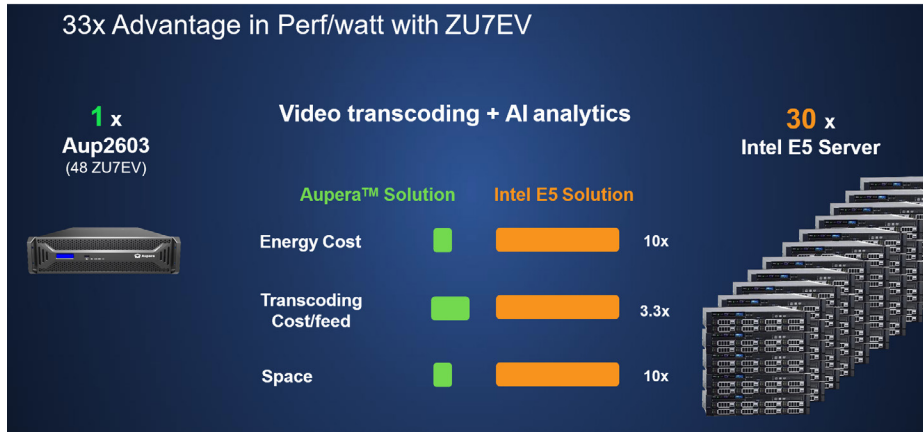 33x Advantage in Perf/watt with ZU7EV
1 x
Aup2603
(48 ZU7EV)
Video transcoding + AI analytics
30 x
Intel E5 Server
Aupera™ Solution
Intel E5 Solution
Energy Cost
10x
Transcoding
Cost/feed
3.3x
Space
10x
Aupera